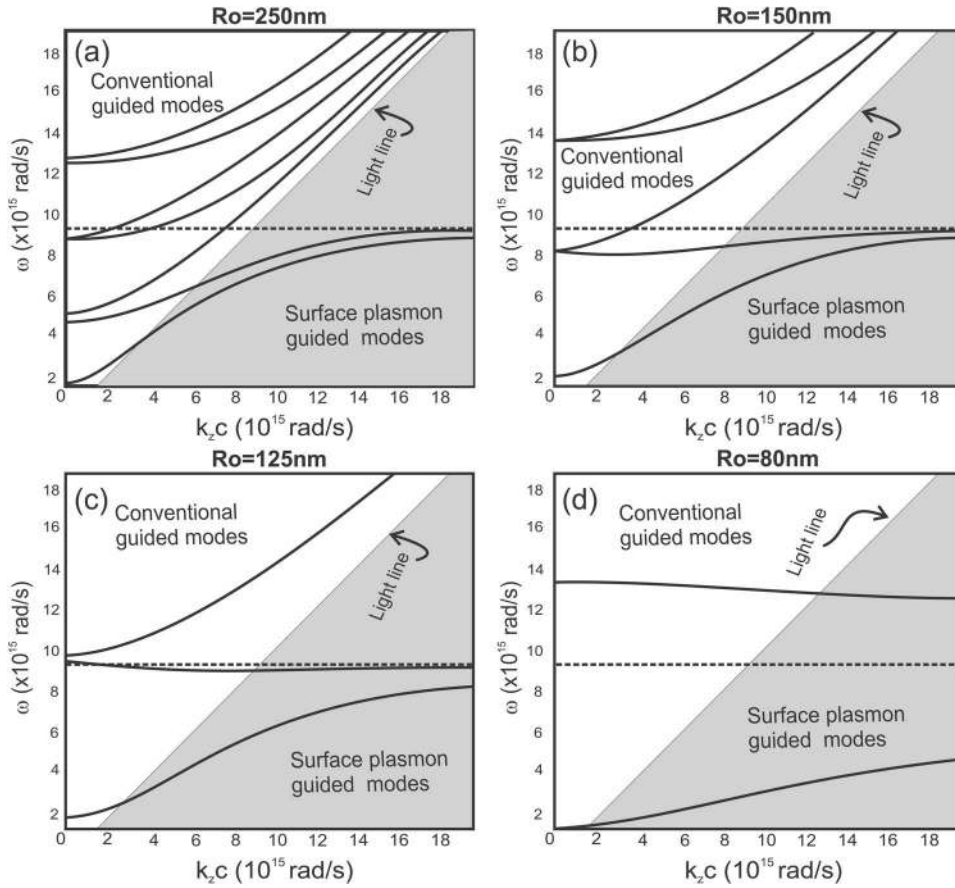 Ro=250nm
(a)
Conventional
guided modes
Light line
Surface plasmon
guided modes
ω (x10¹⁵ rad/s)
18
16
14
12
10
8
6
4
2
0 2 4 6 8 10 12 14 16 18
k_zc (10¹⁵ rad/s)
Ro=150nm
(b)
Conventional
guided modes
Light line
Surface plasmon
guided modes
ω (x10¹⁵ rad/s)
18
16
14
12
10
8
6
4
2
0 2 4 6 8 10 12 14 16 18
k_zc (10¹⁵ rad/s)
Ro=125nm
(c)
Conventional
guided modes
Light line
Surface plasmon
guided modes
ω (x10¹⁵ rad/s)
18
16
14
12
10
8
6
4
2
0 2 4 6 8 10 12 14 16 18
k_zc (10¹⁵ rad/s)
Ro=80nm
(d)
Conventional
guided modes
Light line
Surface plasmon
guided modes
ω (x10¹⁵ rad/s)
18
16
14
12
10
8
6
4
2
0 2 4 6 8 10 12 14 16 18
k_zc (10¹⁵ rad/s)